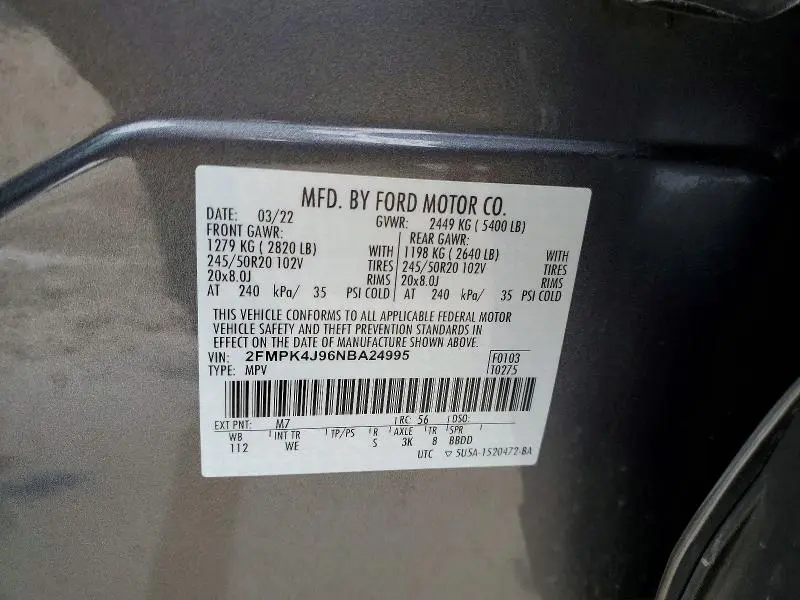 MFD. BY FORD MOTOR CO.
DATE: 03/22 GVWR: 2449 KG ( 5400 LB)
FRONT GAWR: REAR GAWR:
1279 KG ( 2820 LB) WITH 1198 KG ( 2640 LB) WITH
245/50R20 102V TIRES 245/50R20 102V TIRES
20x8.0J RIMS 20x8.0J RIMS
AT 240 kPa/ 35 PSI COLD AT 240 kPa/ 35 PSI COLD
THIS VEHICLE CONFORMS TO ALL APPLICABLE FEDERAL MOTOR
VEHICLE SAFETY AND THEFT PREVENTION STANDARDS IN
EFFECT ON THE DATE OF MANUFACTURE SHOWN ABOVE.
VIN: 2FMPK4J96NBA24995 F0103
TYPE: MPV 10275
EXT PNT: M7 RC: 56 DSO:
WB INT TR TP/PS R AXLE TR SPR
112 WE S 3K 8 BBDD
UTC ▽ 5U5A-1520472-BA